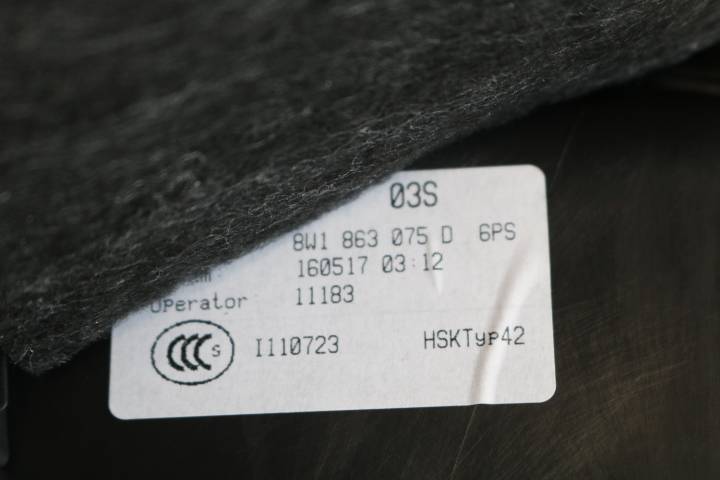 03S
8W1 863 075 D 6PS
160517 03:12
Operator 11183
CCC S I110723 HSKTyp42